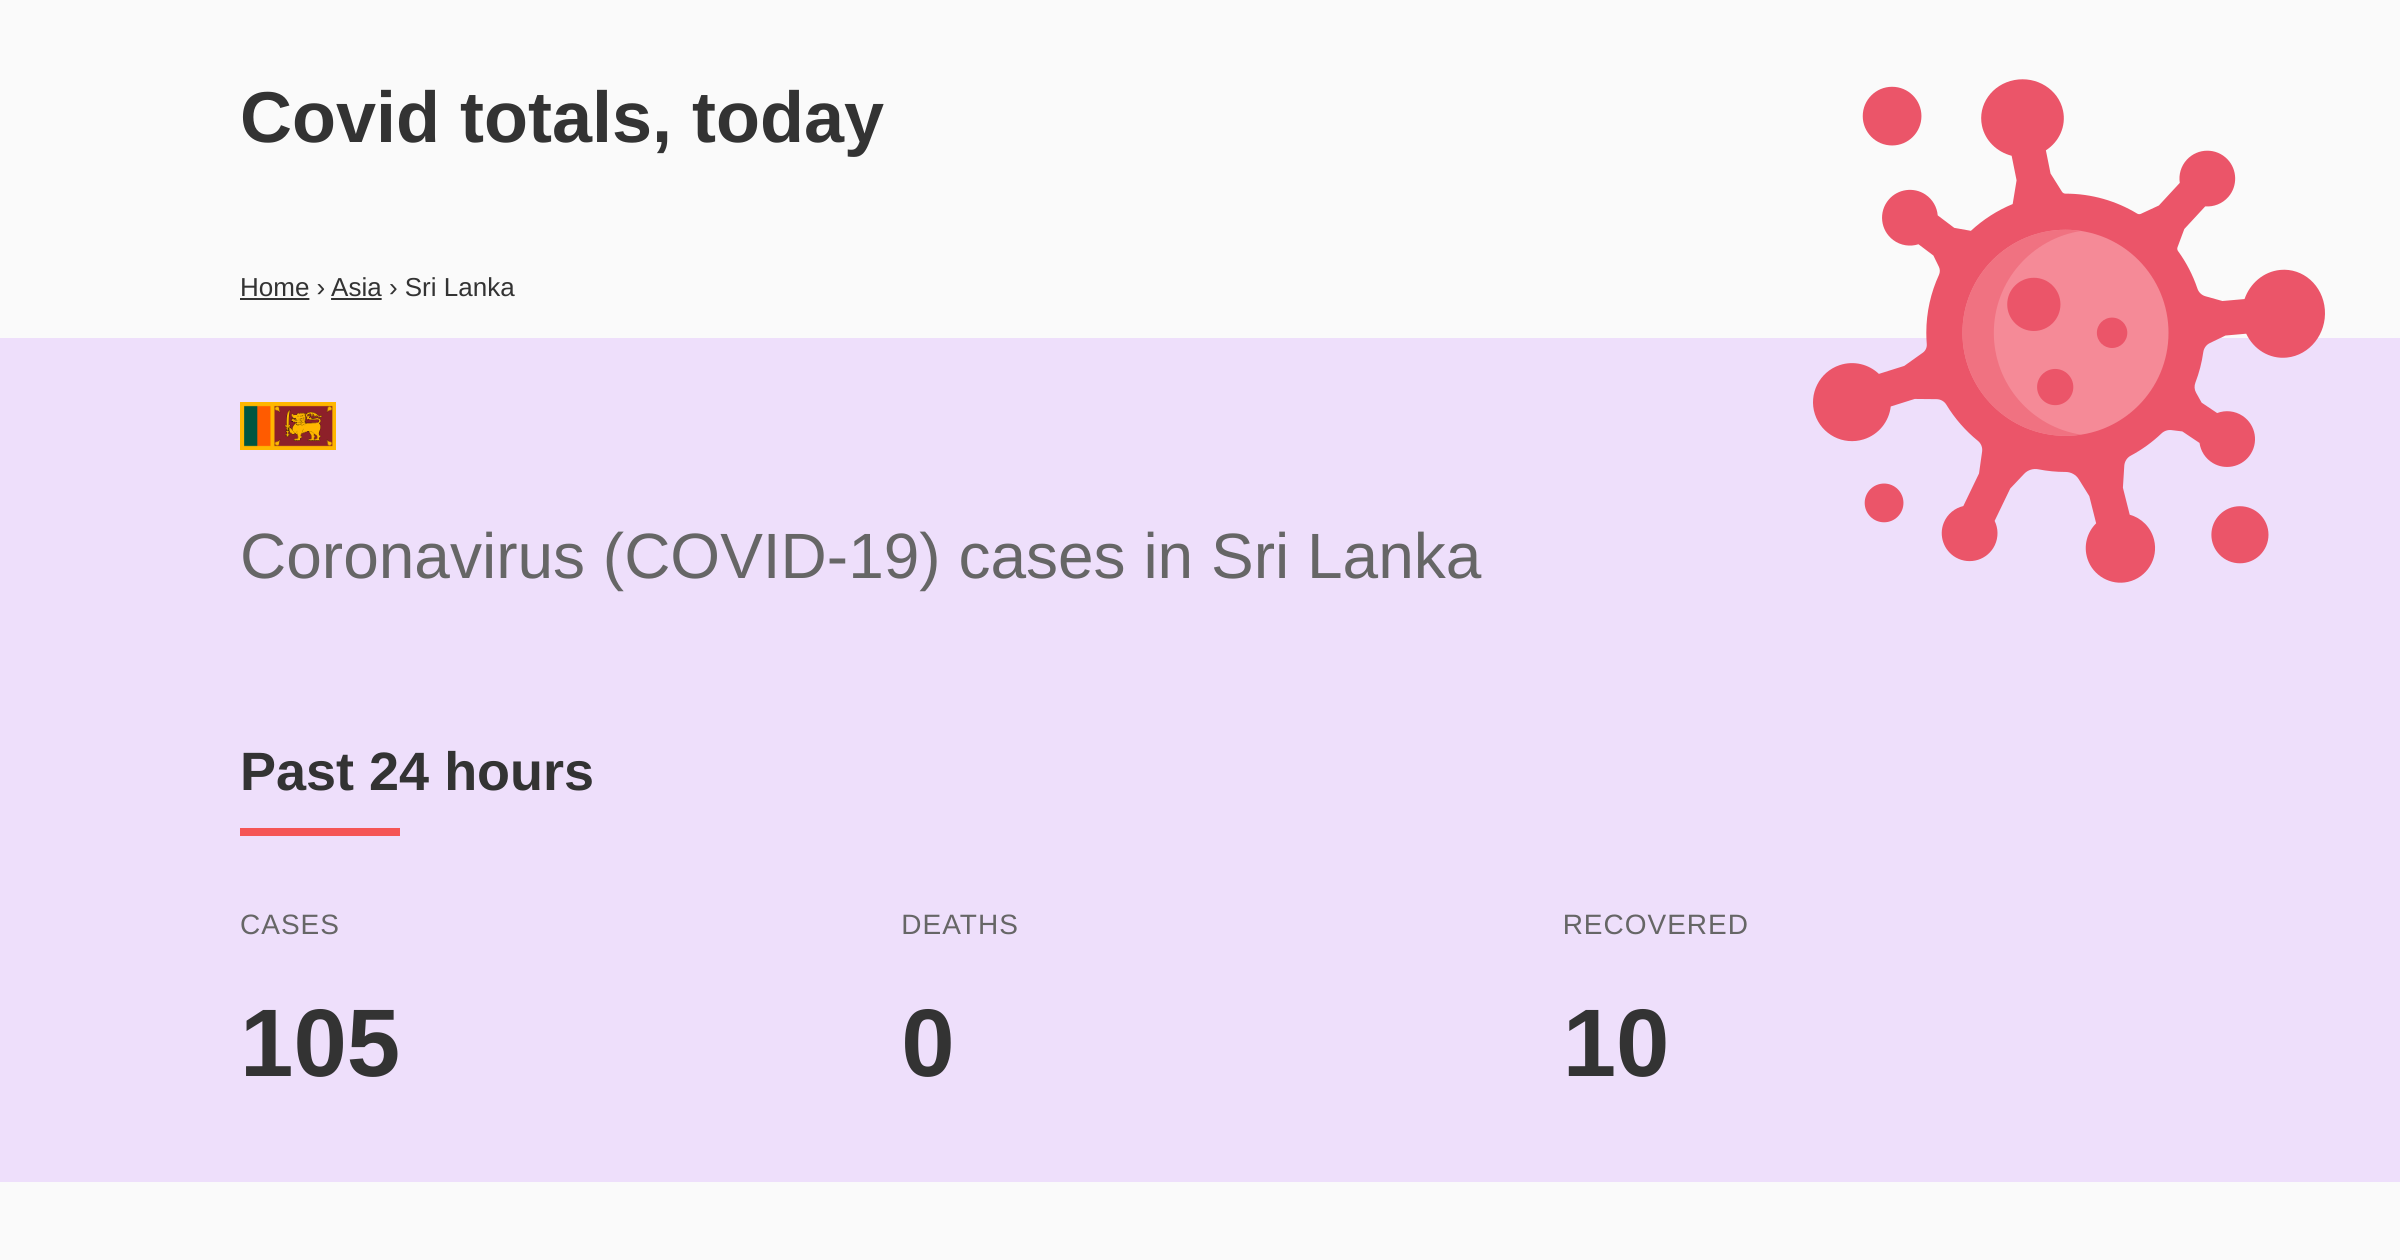 Covid totals, today
Home › Asia › Sri Lanka
Coronavirus (COVID-19) cases in Sri Lanka
Past 24 hours
CASES DEATHS RECOVERED
105 0 10